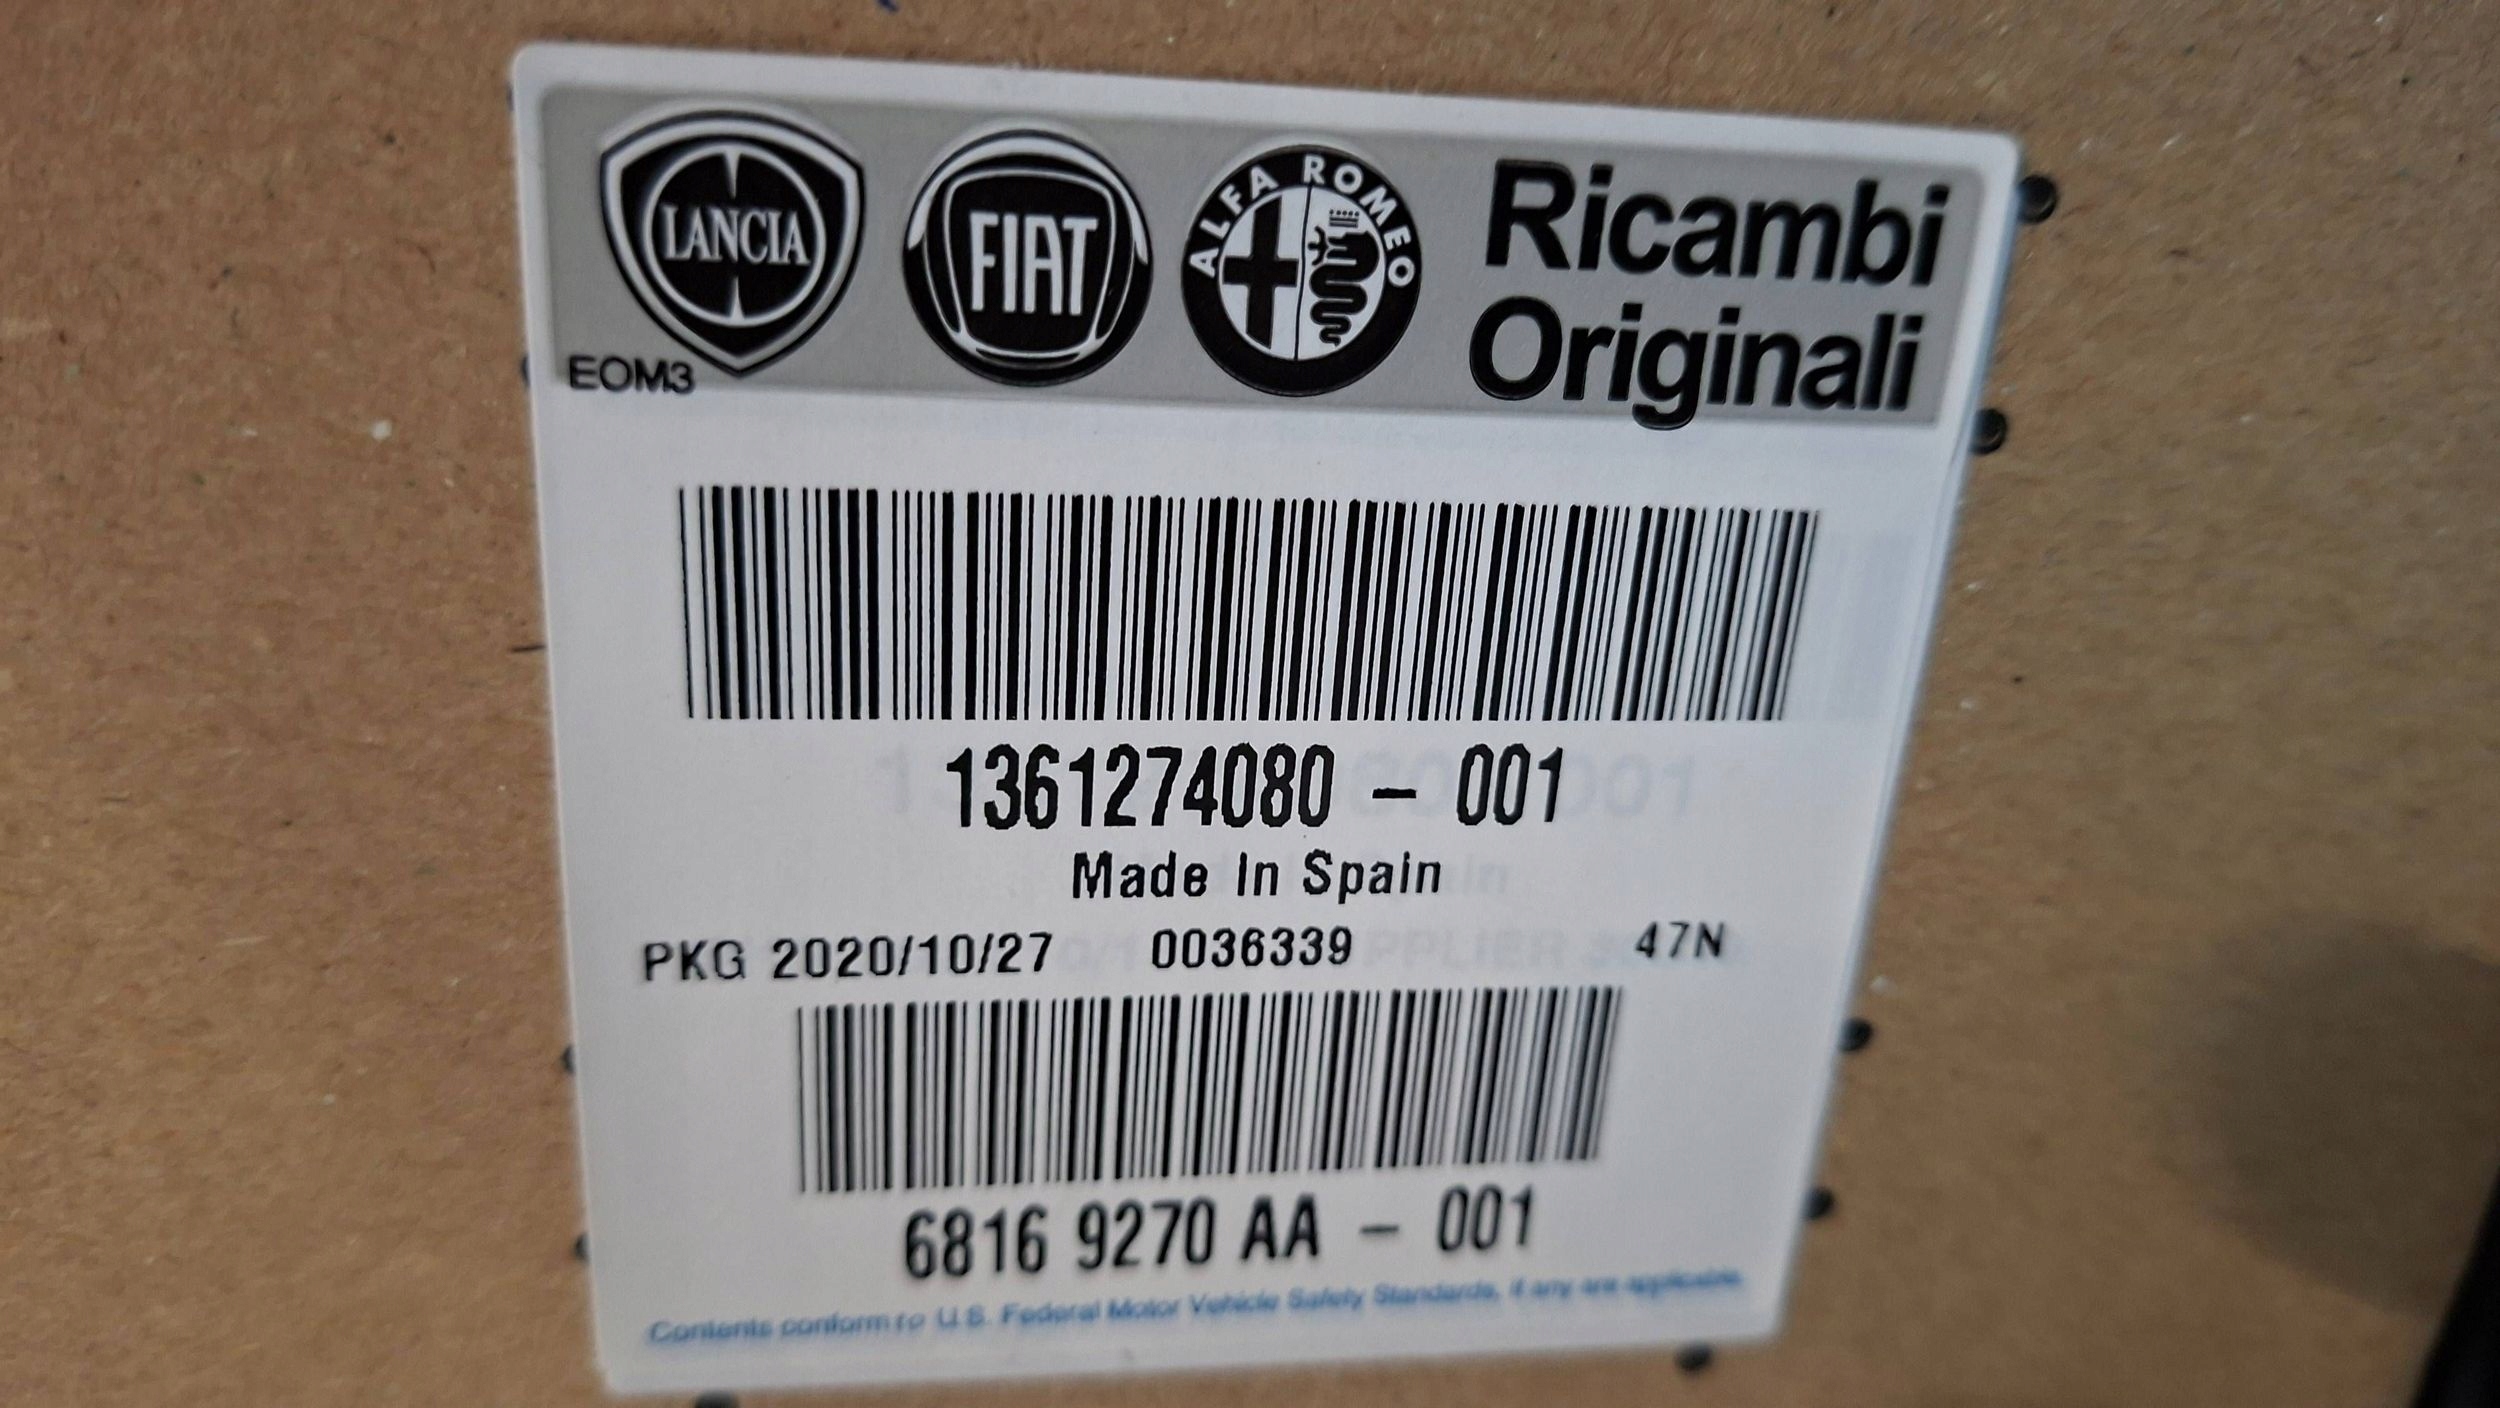 LANCIA FIAT ALFA ROMEO Ricambi
Originali
EOM3
1361274080 - 001
Made In Spain
PKG 2020/10/27 0036339 47N
6816 9270 AA - 001
Contents conform to U.S. Federal Motor Vehicle Safety Standards, if any are applicable.